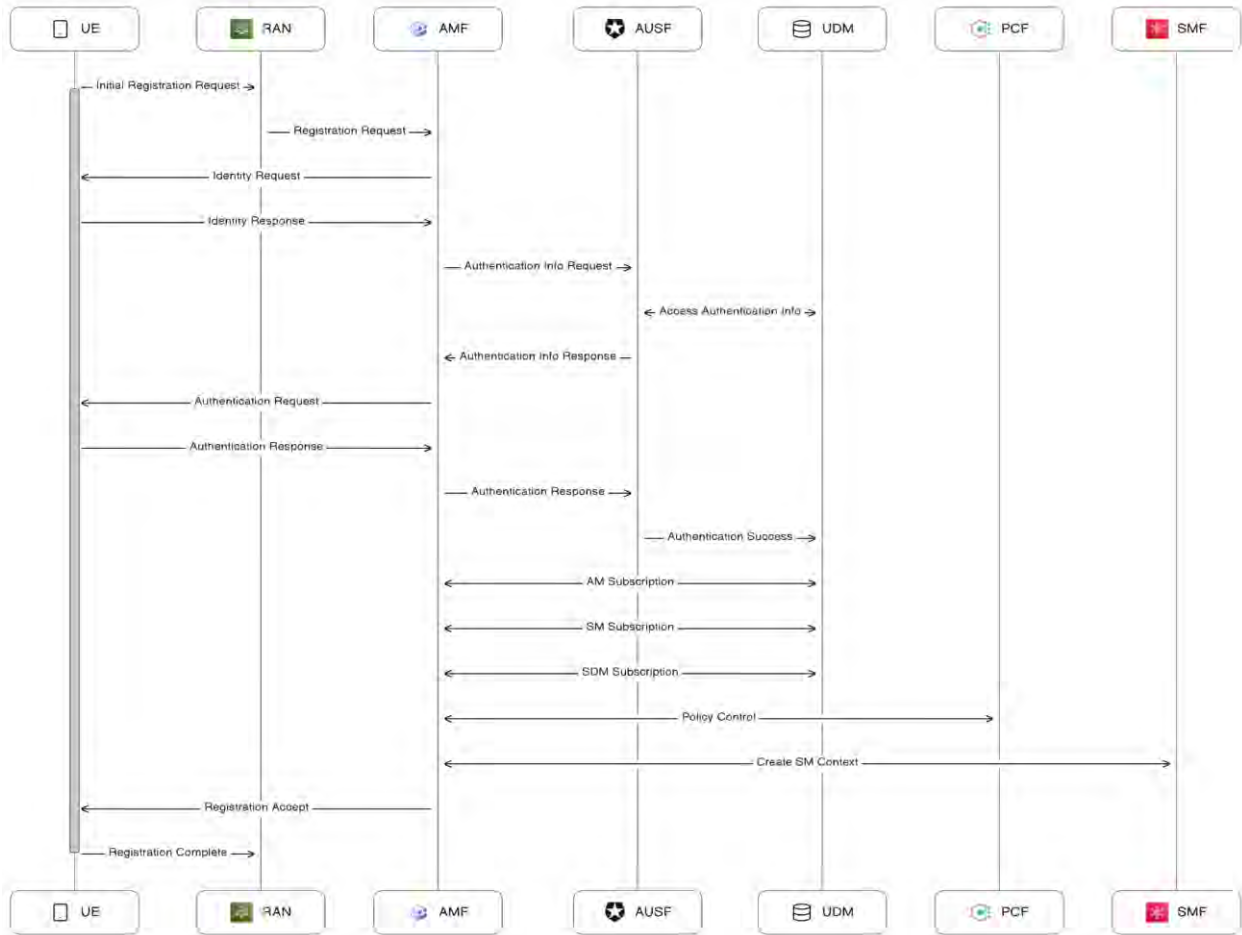 UE RAN AMF AUSF UDM PCF SMF
Initial Registration Request
Registration Request
Identity Request
Identity Response
Authentication Info Request
Access Authentication Info
Authentication Info Response
Authentication Request
Authentication Response
Authentication Response
Authentication Success
AM Subscription
SM Subscription
SDM Subscription
Policy Control
Create SM Context
Registration Accept
Registration Complete
UE RAN AMF AUSF UDM PCF SMF